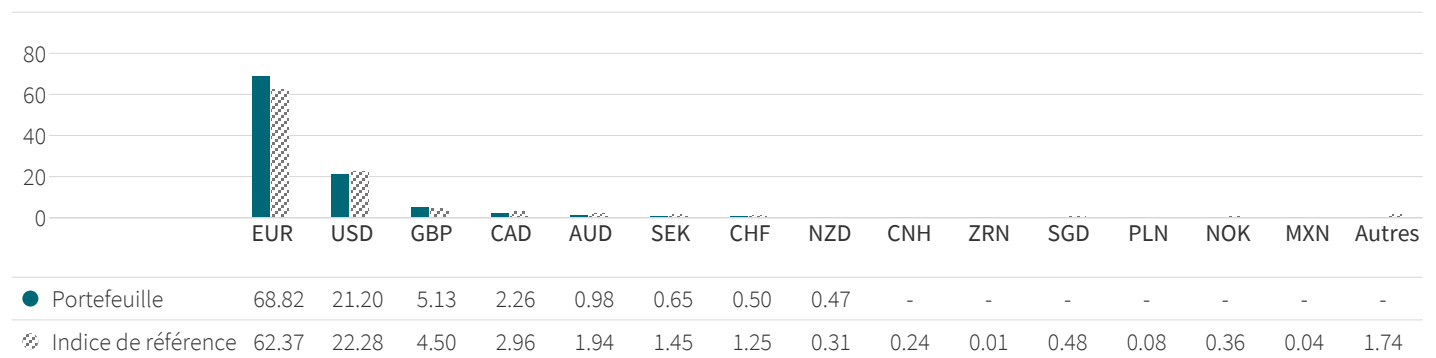 80
60
40
20
0
EUR USD GBP CAD AUD SEK CHF NZD CNH ZRN SGD PLN NOK MXN Autres
Portefeuille 68.82 21.20 5.13 2.26 0.98 0.65 0.50 0.47 - - - - - - -
Indice de référence 62.37 22.28 4.50 2.96 1.94 1.45 1.25 0.31 0.24 0.01 0.48 0.08 0.36 0.04 1.74